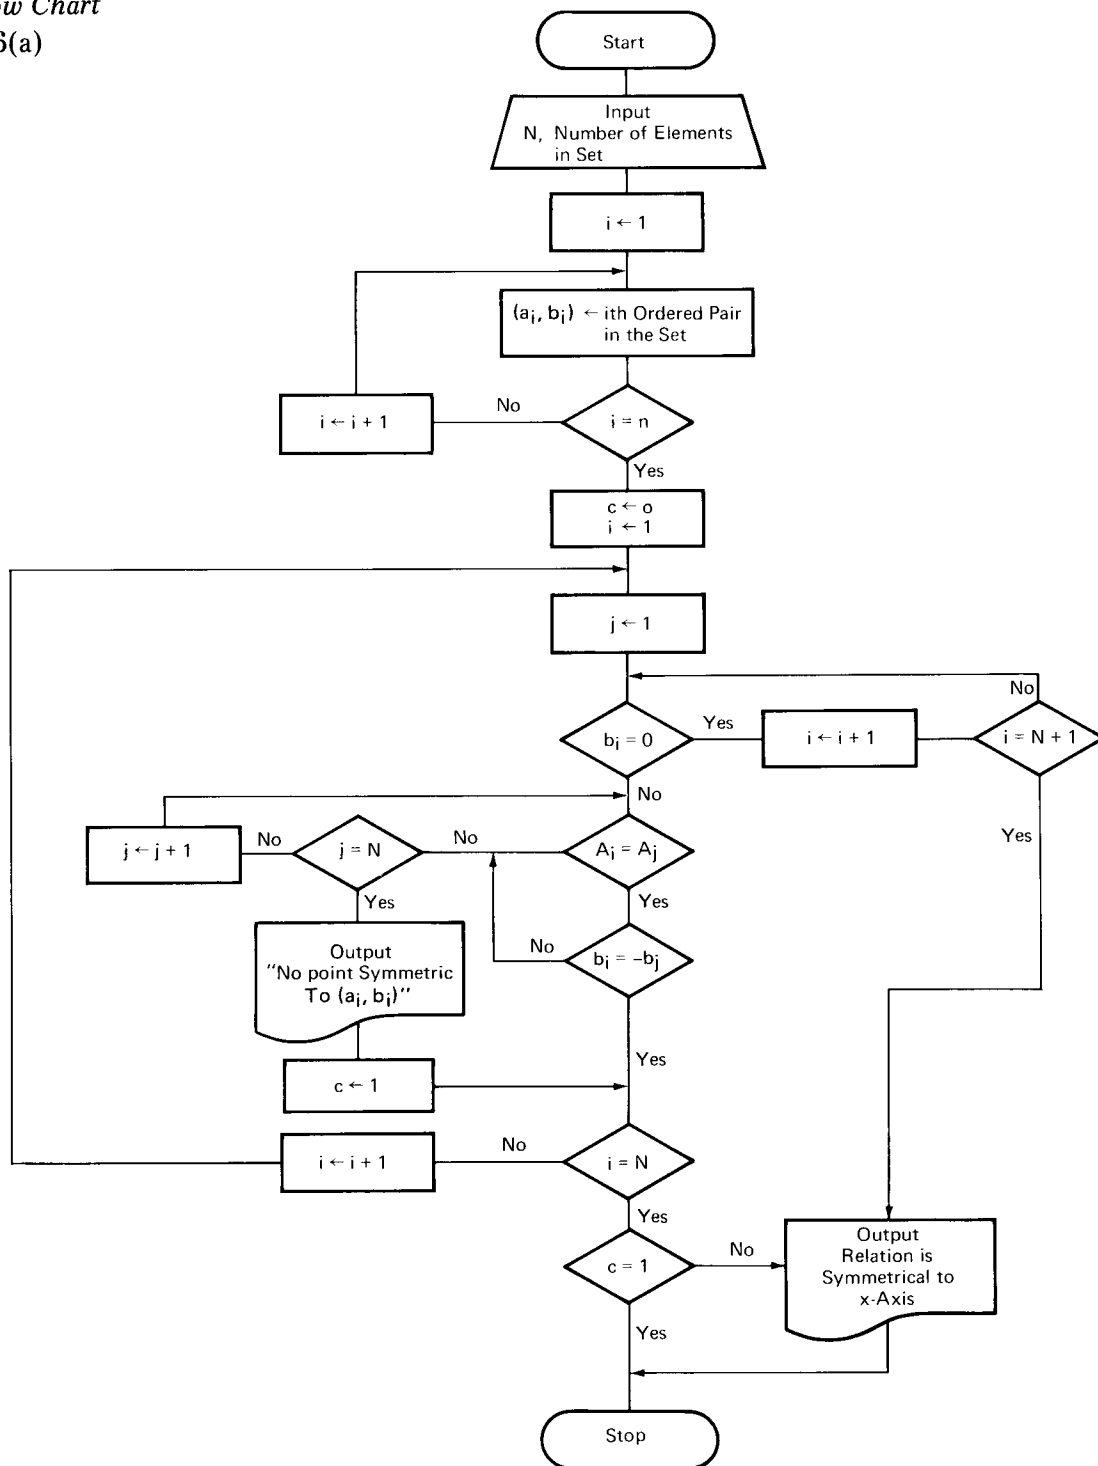 ow Chart
6(a)
Start
Input
N, Number of Elements
in Set
i ← 1
(aᵢ, bᵢ) ← ith Ordered Pair
in the Set
i = n
No
i ← i + 1
Yes
c ← o
i ← 1
j ← 1
No
bᵢ = 0
Yes
i ← i + 1
i = N + 1
No
Yes
j ← j + 1
No
j = N
No
Aᵢ = Aⱼ
Yes
Yes
Output
"No point Symmetric
To (aᵢ, bᵢ)"
No
bᵢ = -bⱼ
Yes
c ← 1
i ← i + 1
No
i = N
Yes
c = 1
No
Output
Relation is
Symmetrical to
x-Axis
Yes
Stop